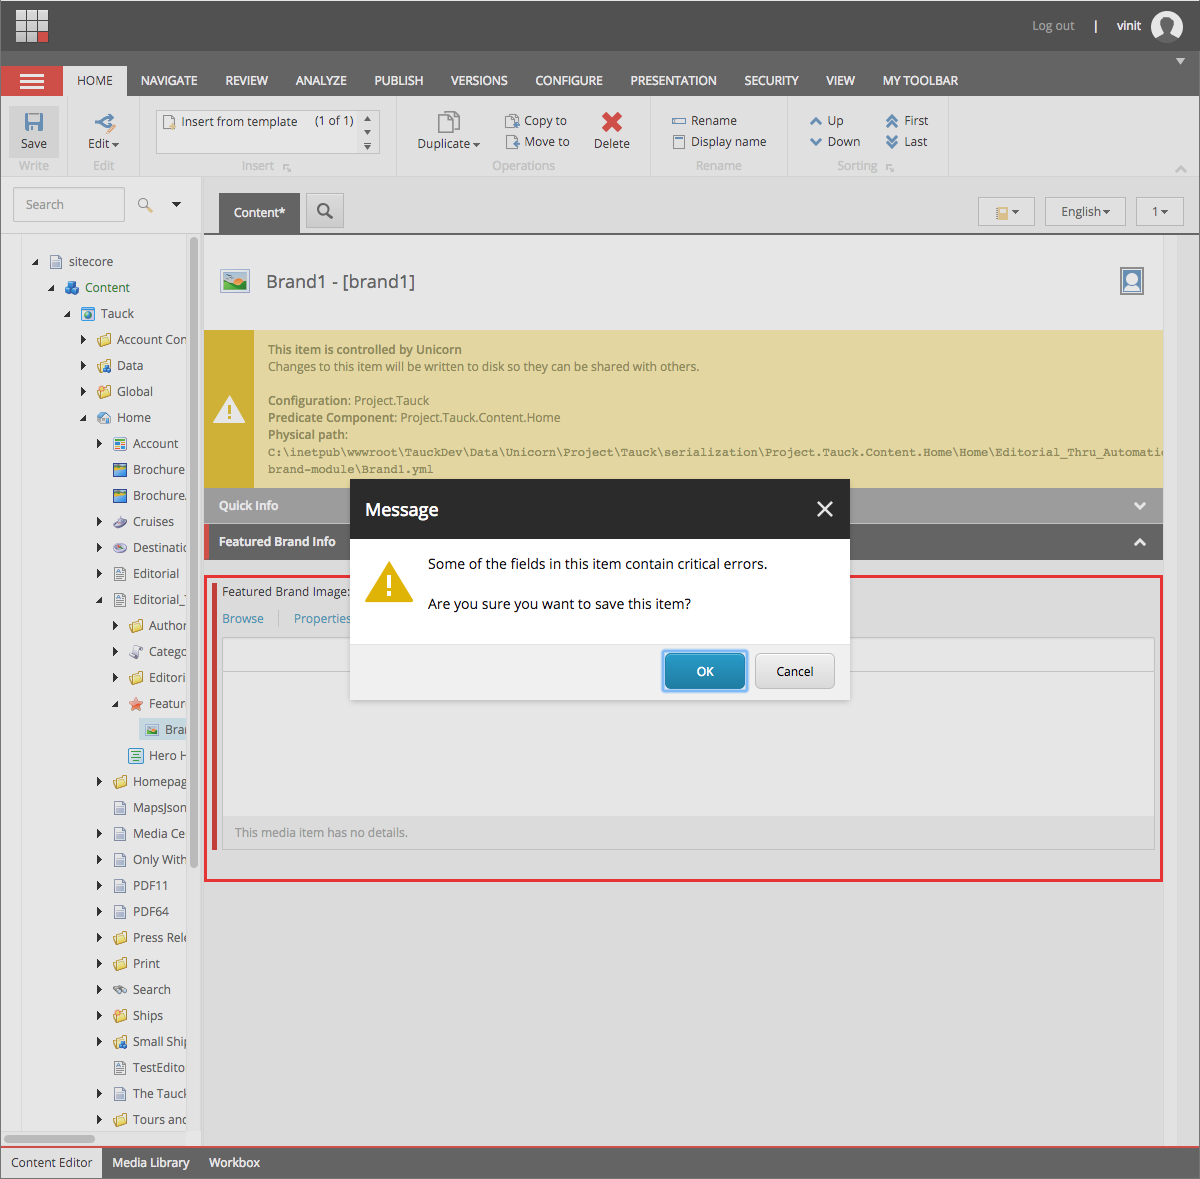 Log out | vinit
HOME NAVIGATE REVIEW ANALYZE PUBLISH VERSIONS CONFIGURE PRESENTATION SECURITY VIEW MY TOOLBAR
Save
Write
Edit
Edit
Insert from template (1 of 1)
Insert
Duplicate
Copy to
Move to
Delete
Operations
Rename
Display name
Rename
Up
Down
First
Last
Sorting
Search
Content*
English
1
sitecore
Content
Tauck
Account Con
Data
Global
Home
Account
Brochure
Brochure
Cruises
Destinatio
Editorial
Editorial_
Author
Catego
Editori
Feature
Bra
Hero H
Homepag
MapsJson
Media Ce
Only With
PDF11
PDF64
Press Rele
Print
Search
Ships
Small Ship
TestEdito
The Tauck
Tours and
Brand1 - [brand1]
This item is controlled by Unicorn
Changes to this item will be written to disk so they can be shared with others.
Configuration: Project.Tauck
Predicate Component: Project.Tauck.Content.Home
Physical path:
C:\inetpub\wwwroot\TauckDev\Data\Unicorn\Project\Tauck\serialization\Project.Tauck.Content.Home\Home\Editorial_Thru_Automatic
brand-module\Brand1.yml
Quick Info
Featured Brand Info
Featured Brand Image:
Browse
Properties
This media item has no details.
Message
Some of the fields in this item contain critical errors.
Are you sure you want to save this item?
OK
Cancel
Content Editor
Media Library
Workbox